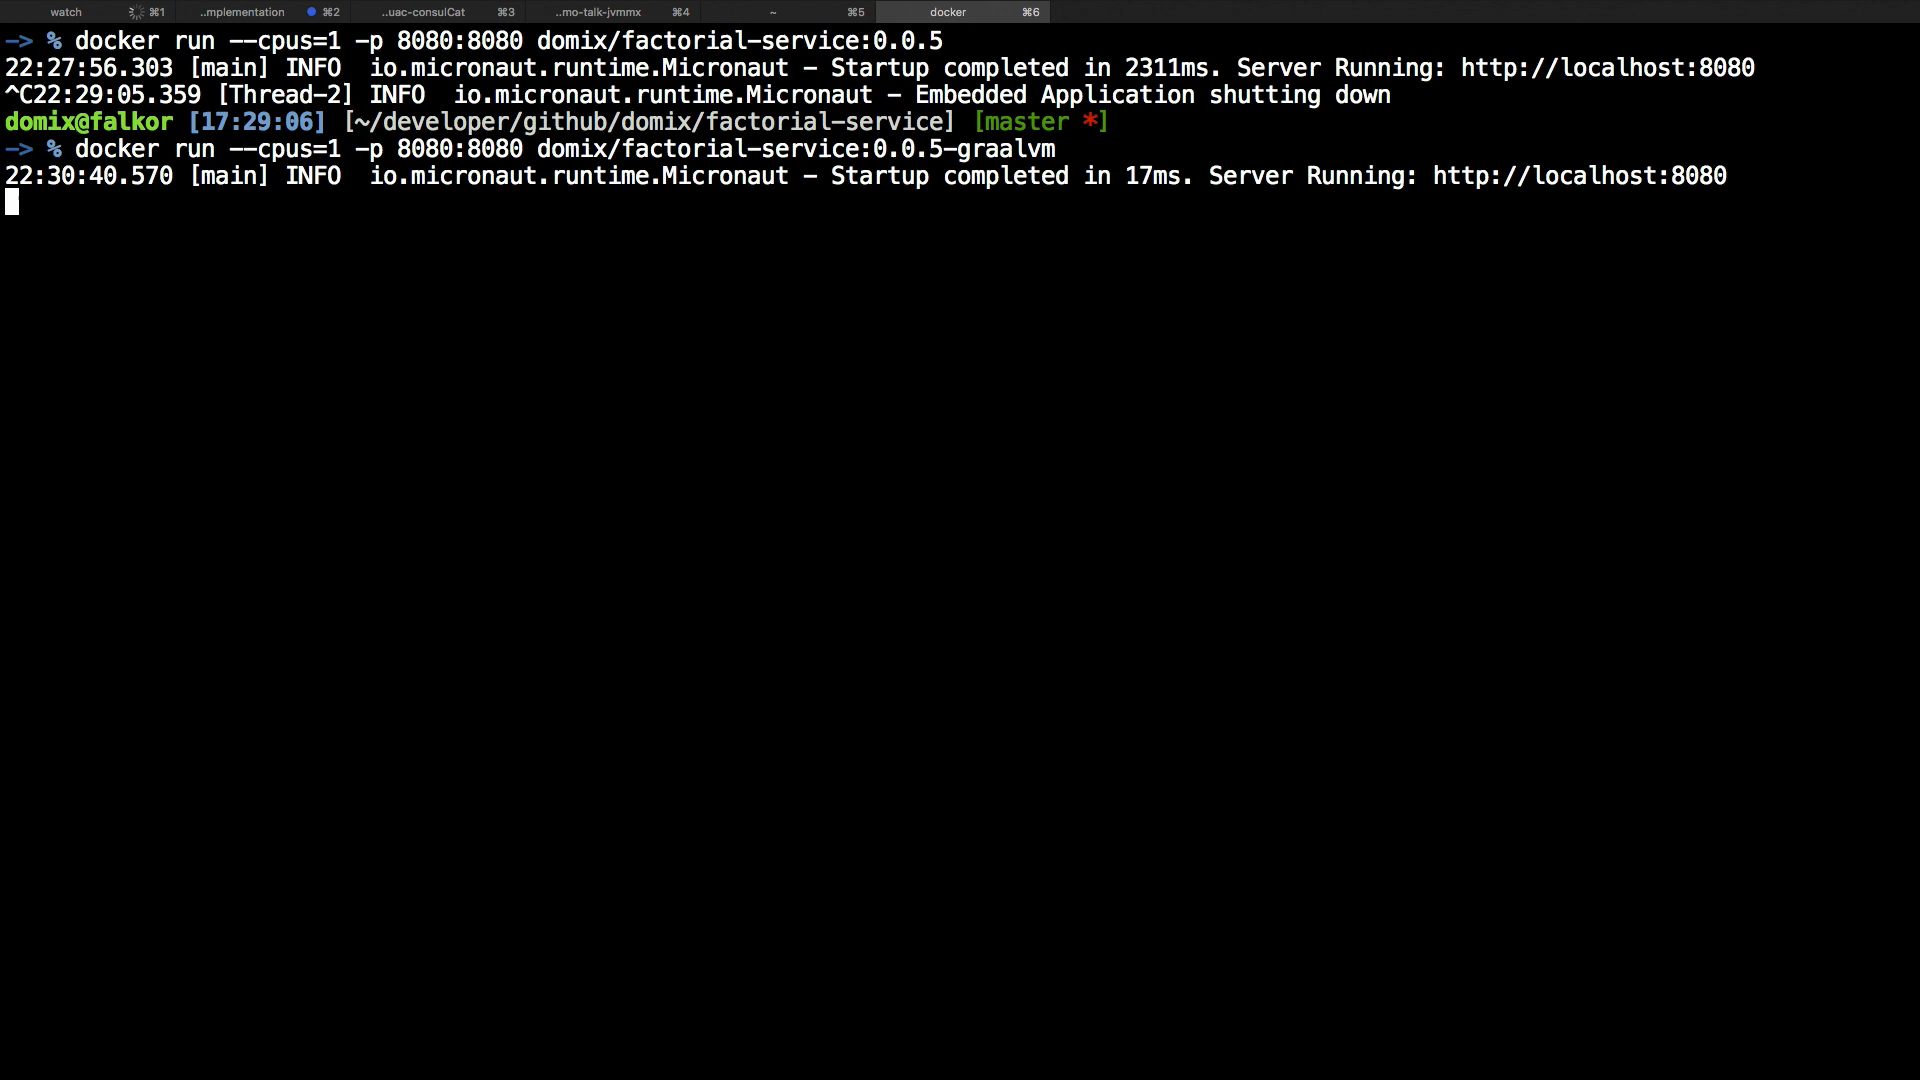 watch ⌘1 ..mplementation ⌘2 ..uac-consulCat ⌘3 ..mo-talk-jvmmx ⌘4 ~ ⌘5 docker ⌘6
—> % docker run --cpus=1 -p 8080:8080 domix/factorial-service:0.0.5
22:27:56.303 [main] INFO  io.micronaut.runtime.Micronaut - Startup completed in 2311ms. Server Running: http://localhost:8080
^C22:29:05.359 [Thread-2] INFO  io.micronaut.runtime.Micronaut - Embedded Application shutting down
domix@falkor [17:29:06] [~/developer/github/domix/factorial-service] [master *]
—> % docker run --cpus=1 -p 8080:8080 domix/factorial-service:0.0.5-graalvm
22:30:40.570 [main] INFO  io.micronaut.runtime.Micronaut - Startup completed in 17ms. Server Running: http://localhost:8080